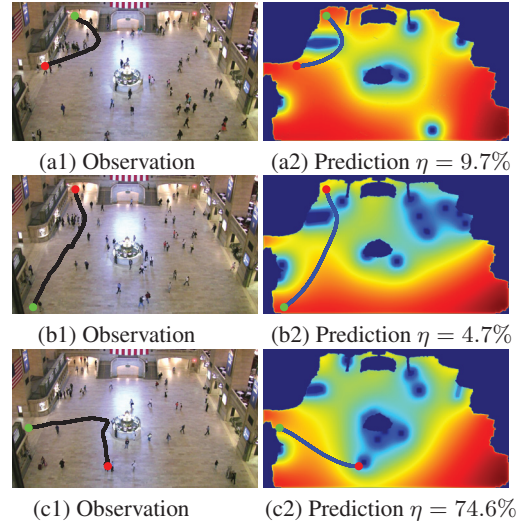 (a1) Observation
(a2) Prediction η = 9.7%
(b1) Observation
(b2) Prediction η = 4.7%
(c1) Observation
(c2) Prediction η = 74.6%